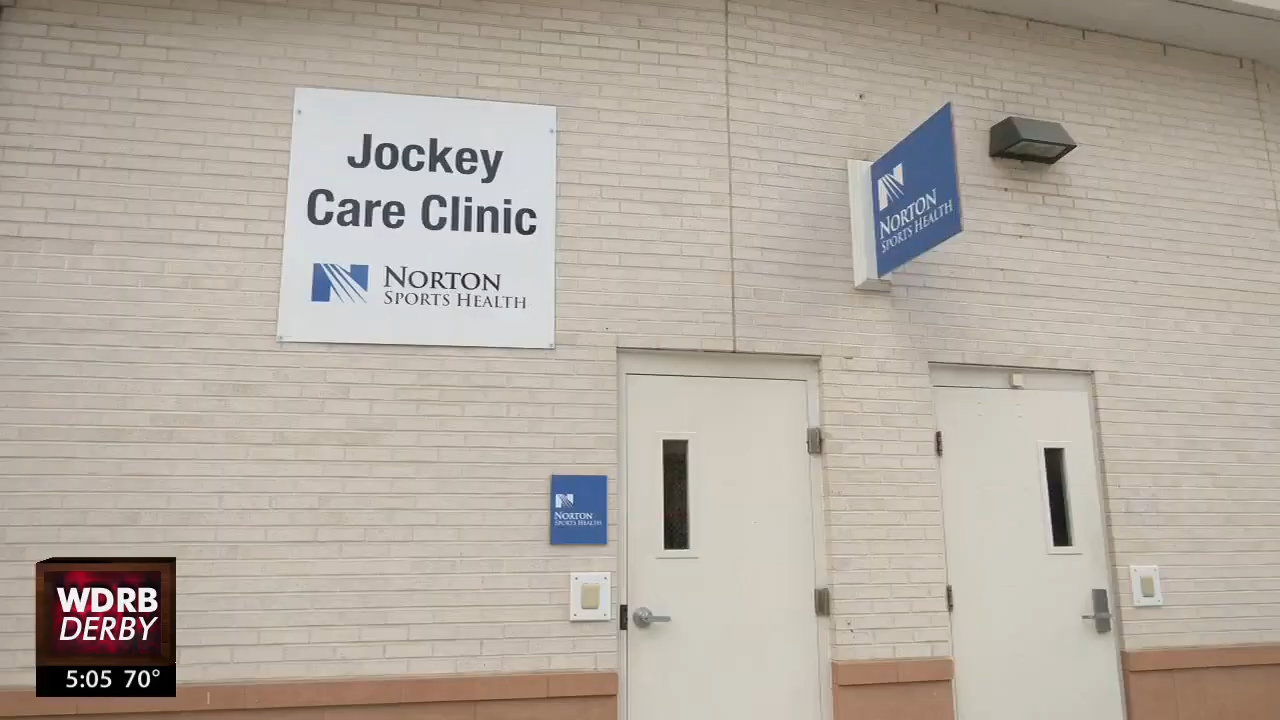 Jockey
Care Clinic
NORTON
SPORTS HEALTH
NORTON
SPORTS HEALTH
NORTON
SPORTS HEALTH
WDRB
DERBY
5:05 70°